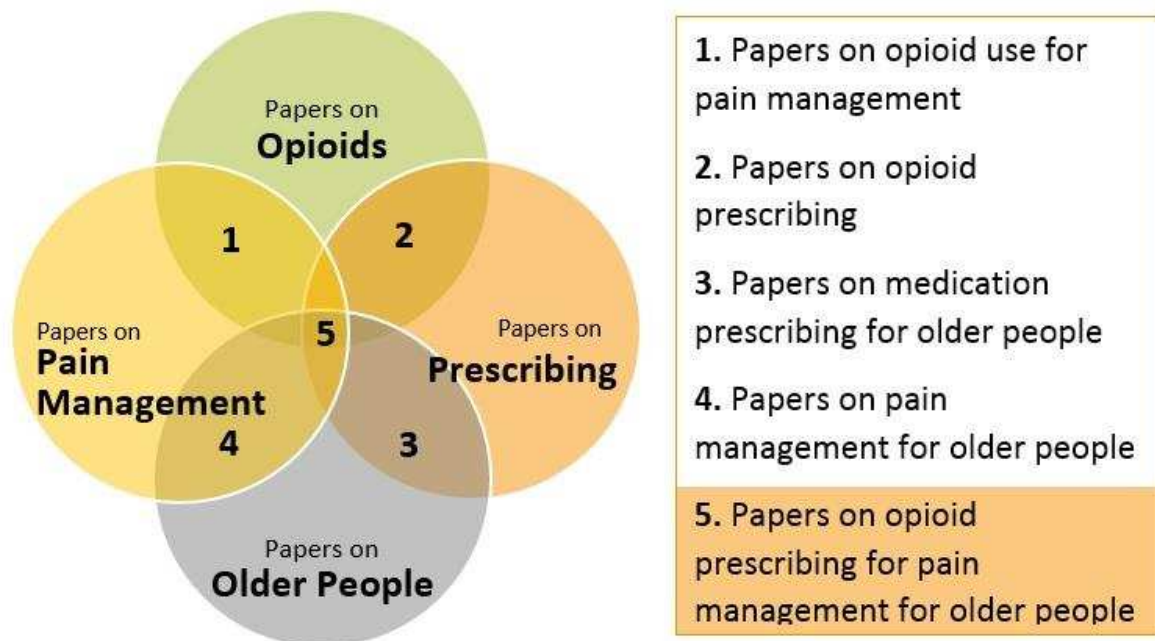 Papers on
Opioids
1
2
Papers on
Pain
Management
5
Papers on
Prescribing
4
3
Papers on
Older People
1. Papers on opioid use for
pain management
2. Papers on opioid
prescribing
3. Papers on medication
prescribing for older people
4. Papers on pain
management for older people
5. Papers on opioid
prescribing for pain
management for older people